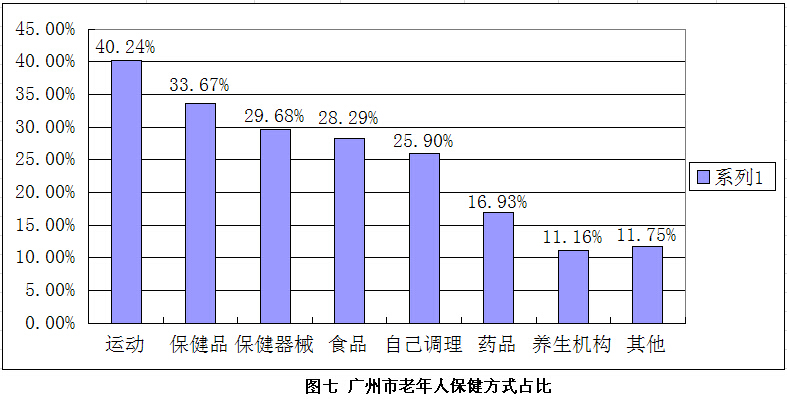 45.00%
40.00%
35.00%
30.00%
25.00%
20.00%
15.00%
10.00%
5.00%
0.00%
40.24%
33.67%
29.68%
28.29%
25.90%
16.93%
11.16%
11.75%
运动
保健品
保健器械
食品
自己调理
药品
养生机构
其他
系列1
图七 广州市老年人保健方式占比